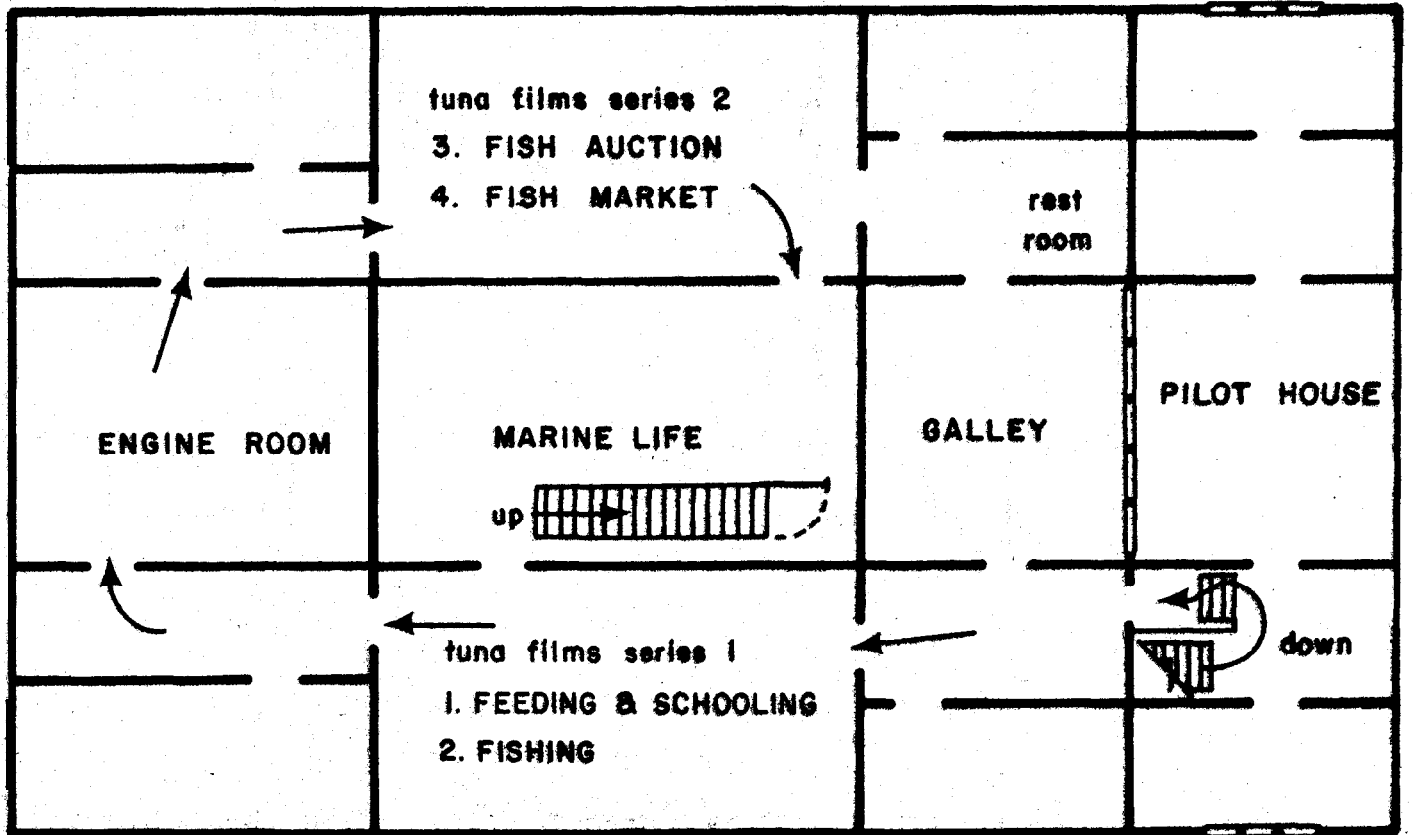 tuna films series 2
3. FISH AUCTION
4. FISH MARKET
rest
room
PILOT HOUSE
GALLEY
ENGINE ROOM
MARINE LIFE
up
tuna films series 1
1. FEEDING & SCHOOLING
2. FISHING
down